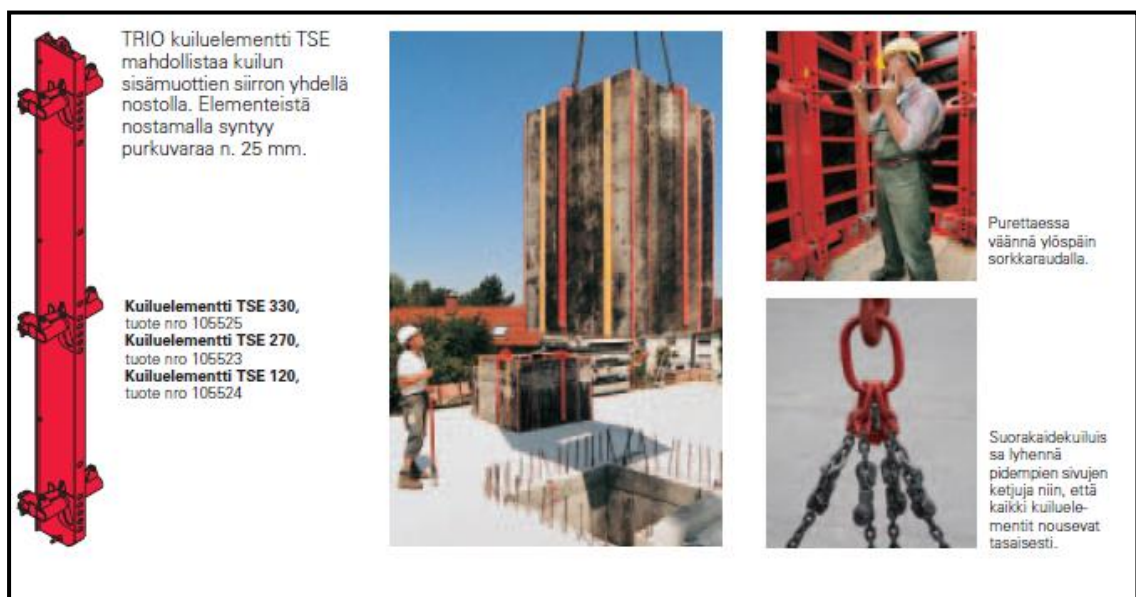 TRIO kuiluelementti TSE
mahdollistaa kuilun
sisämuottien siirron yhdellä
nostolla. Elementeistä
nostamalla syntyy
purkuvaraa n. 25 mm.
Kuiluelementti TSE 330,
tuote nro 105525
Kuiluelementti TSE 270,
tuote nro 105523
Kuiluelementti TSE 120,
tuote nro 105524
Purettaessa
väännä ylöspäin
sorkkaraudalla.
Suorakaidekuiluis
sa lyhennä
pidempien sivujen
ketjuja niin, että
kaikki kuiluele-
mentit nousevat
tasaisesti.